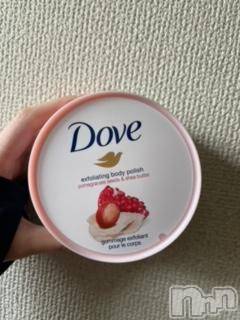 Dove
exfoliating body polish
pomegranate seeds & shea butter
gommage exfoliant
pour le corps